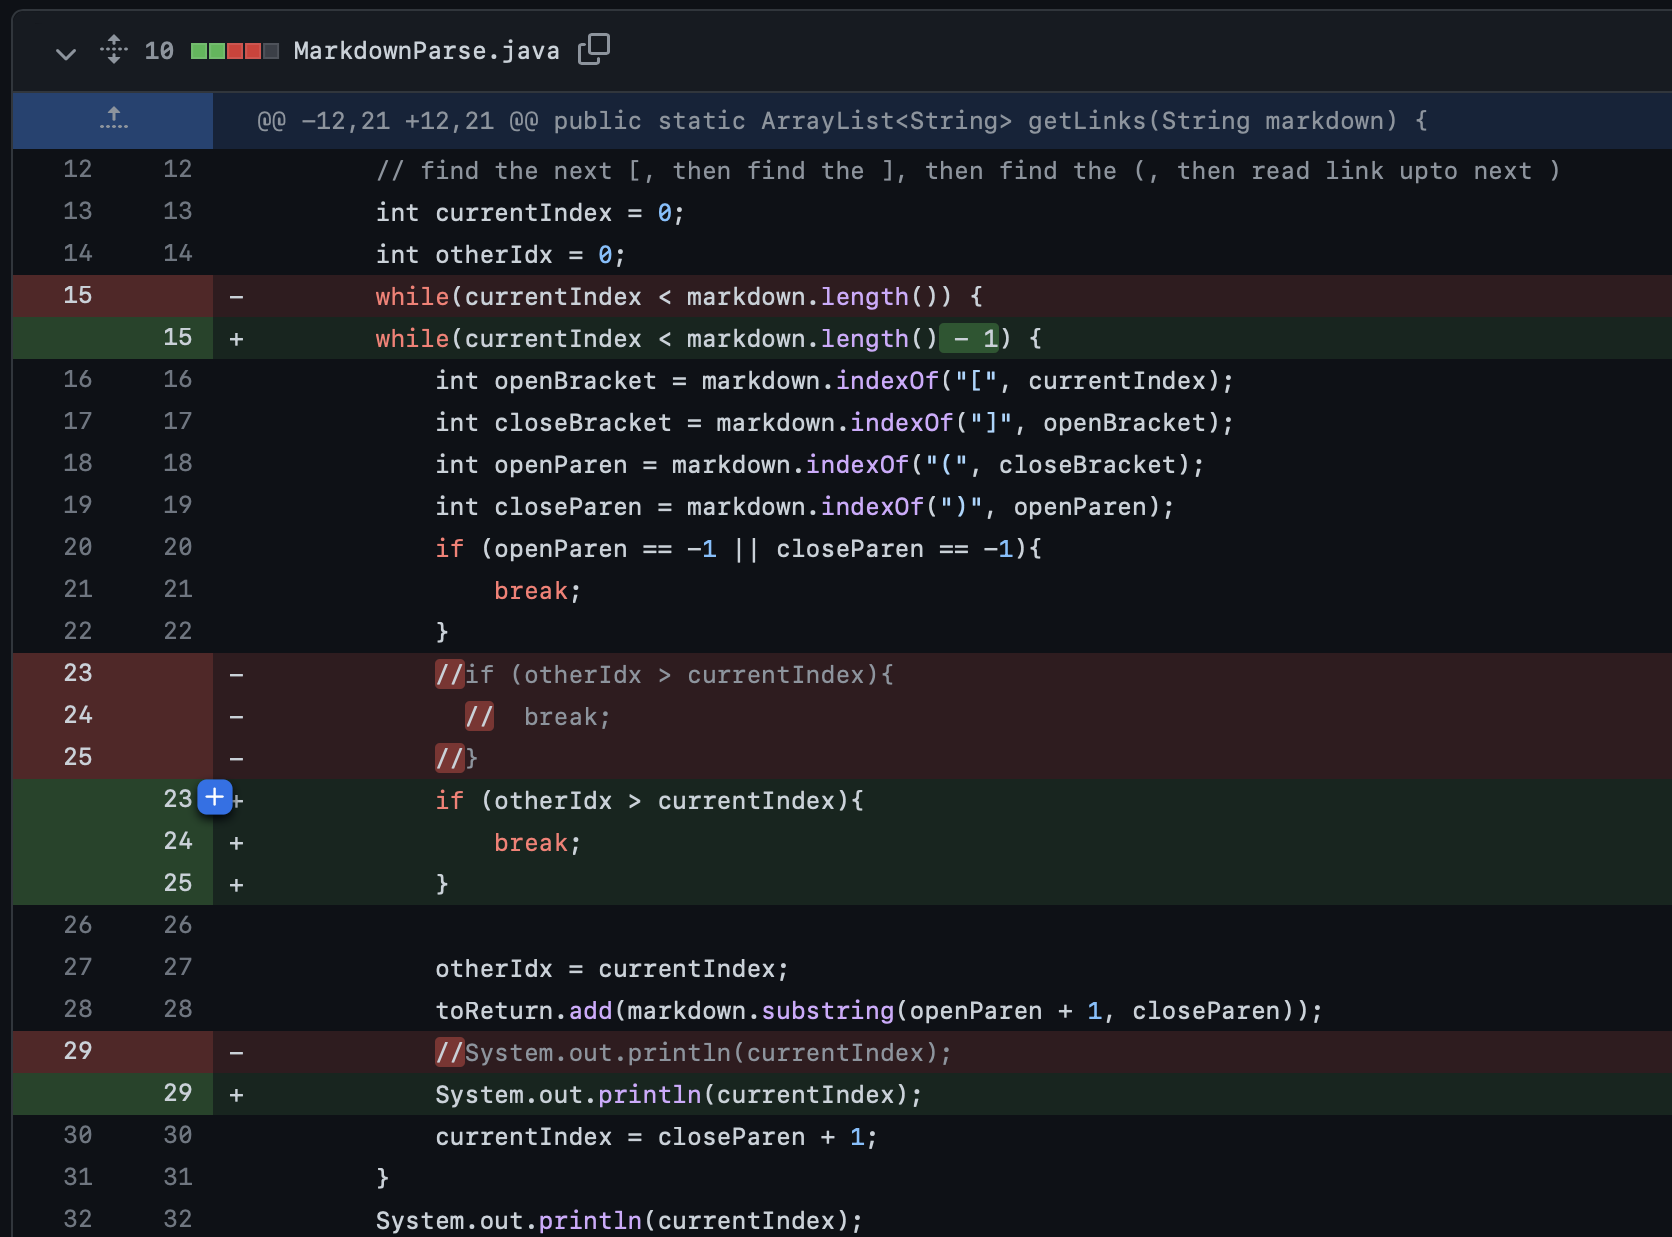 10 MarkdownParse.java
@@ -12,21 +12,21 @@ public static ArrayList<String> getLinks(String markdown) {
12 12 // find the next [, then find the ], then find the (, then read link upto next )
13 13 int currentIndex = 0;
14 14 int otherIdx = 0;
15 - while(currentIndex < markdown.length()) {
15 + while(currentIndex < markdown.length() - 1) {
16 16 int openBracket = markdown.indexOf("[", currentIndex);
17 17 int closeBracket = markdown.indexOf("]", openBracket);
18 18 int openParen = markdown.indexOf("(", closeBracket);
19 19 int closeParen = markdown.indexOf(")", openParen);
20 20 if (openParen == -1 || closeParen == -1){
21 21 break;
22 22 }
23 - //if (otherIdx > currentIndex){
24 - // break;
25 - //}
23 + if (otherIdx > currentIndex){
24 + break;
25 + }
26 26
27 27 otherIdx = currentIndex;
28 28 toReturn.add(markdown.substring(openParen + 1, closeParen));
29 - //System.out.println(currentIndex);
29 + System.out.println(currentIndex);
30 30 currentIndex = closeParen + 1;
31 31 }
32 32 System.out.println(currentIndex);